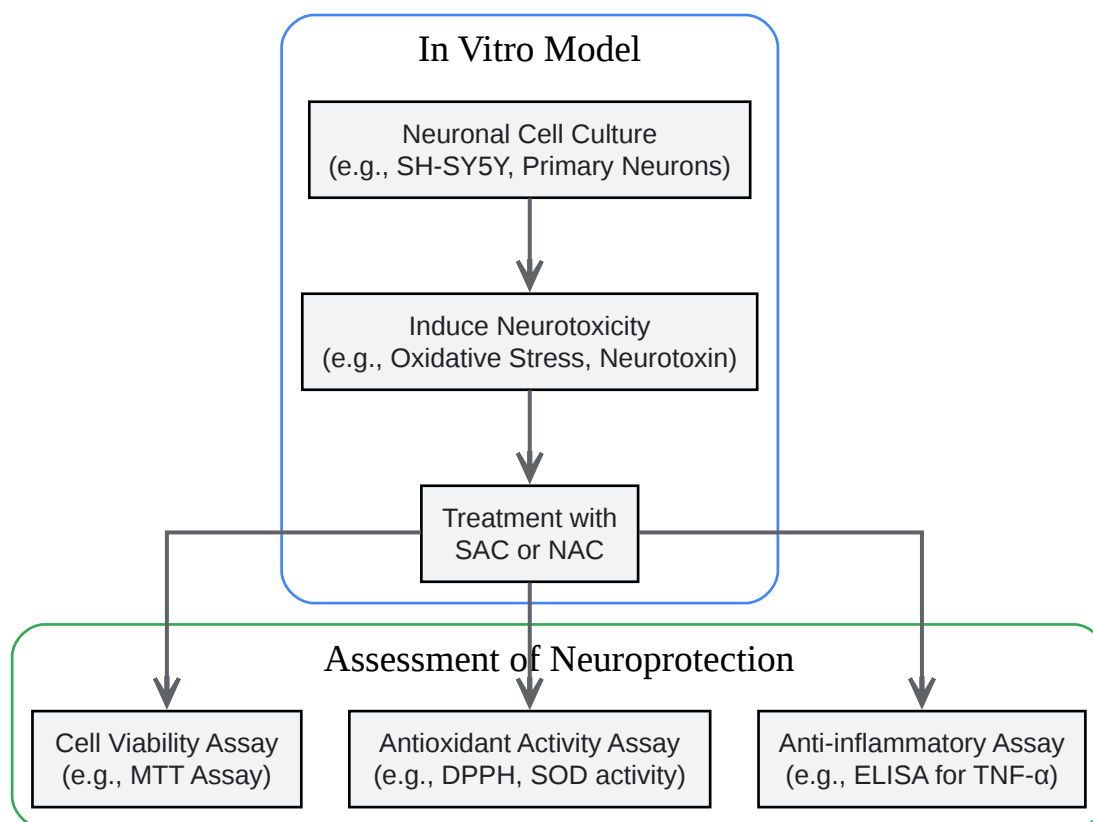 In Vitro Model
Neuronal Cell Culture
(e.g., SH-SY5Y, Primary Neurons)
Induce Neurotoxicity
(e.g., Oxidative Stress, Neurotoxin)
Treatment with
SAC or NAC
Assessment of Neuroprotection
Cell Viability Assay
(e.g., MTT Assay)
Antioxidant Activity Assay
(e.g., DPPH, SOD activity)
Anti-inflammatory Assay
(e.g., ELISA for TNF-α)